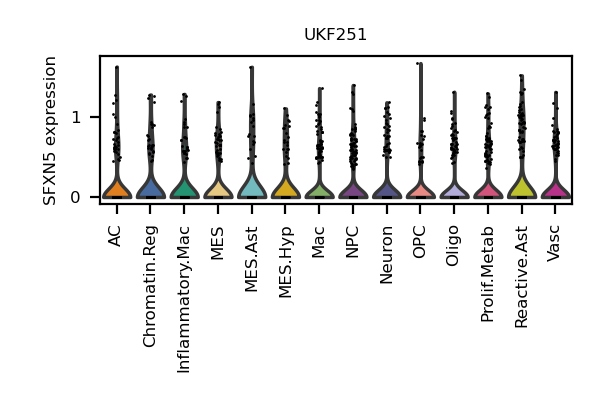 UKF251
SFXN5 expression
1
0
AC
Chromatin.Reg
Inflammatory.Mac
MES
MES.Ast
MES.Hyp
Mac
NPC
Neuron
OPC
Oligo
Prolif.Metab
Reactive.Ast
Vasc